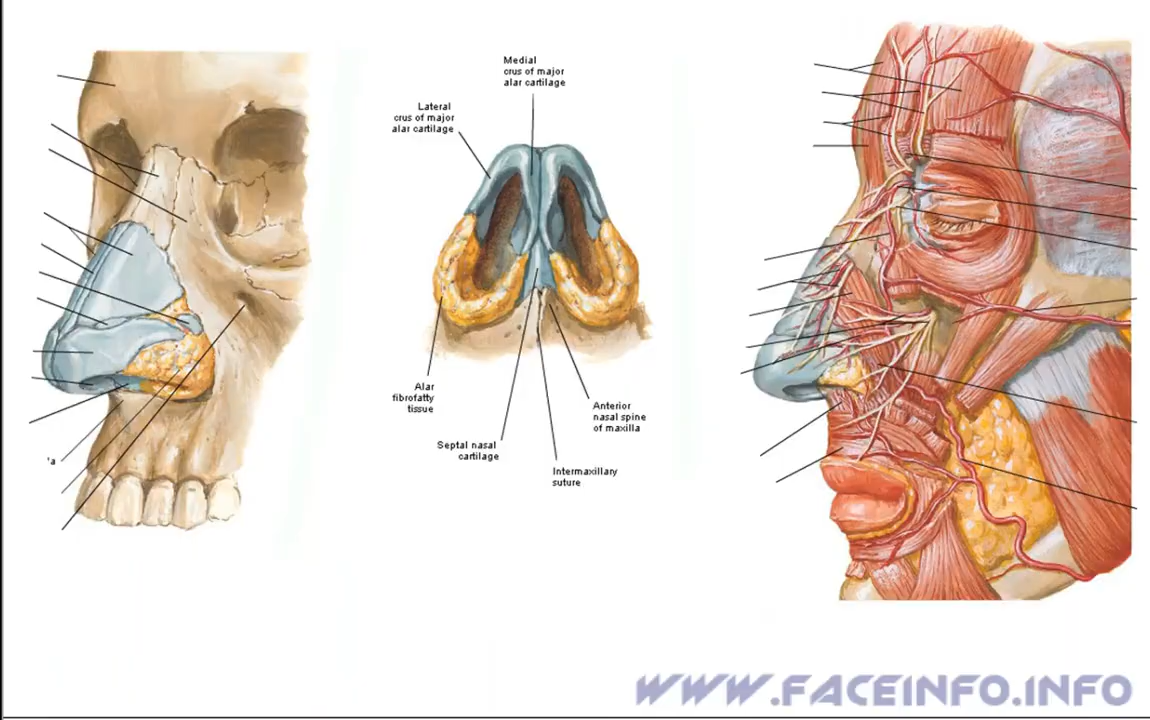 Medial
crus of major
alar cartilage
Lateral
crus of major
alar cartilage
Alar
fibrofatty
tissue
Septal nasal
cartilage
Anterior
nasal spine
of maxilla
Intermaxillary
suture
'a
WWW.FACEINFO.INFO